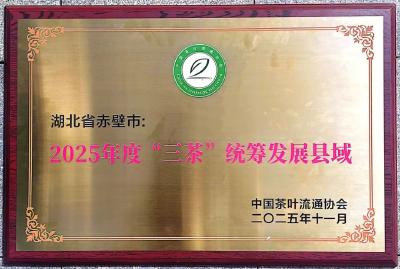 湖北省赤壁市:
2025年度“三茶”统筹发展县域
中国茶叶流通协会
二〇二五年十一月